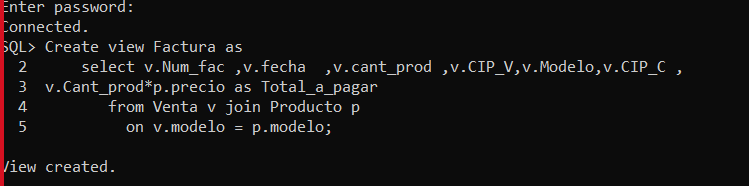 Enter password:
Connected.
SQL> Create view Factura as
2 select v.Num_fac ,v.fecha ,v.cant_prod ,v.CIP_V,v.Modelo,v.CIP_C ,
3 v.Cant_prod*p.precio as Total_a_pagar
4 from Venta v join Producto p
5 on v.modelo = p.modelo;
View created.